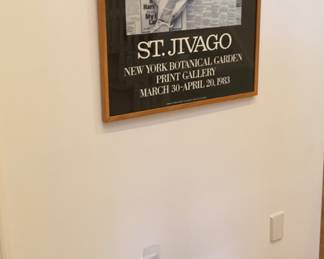 ST. JIVAGO
NEW YORK BOTANICAL GARDEN
PRINT GALLERY
MARCH 30-APRIL 20, 1983